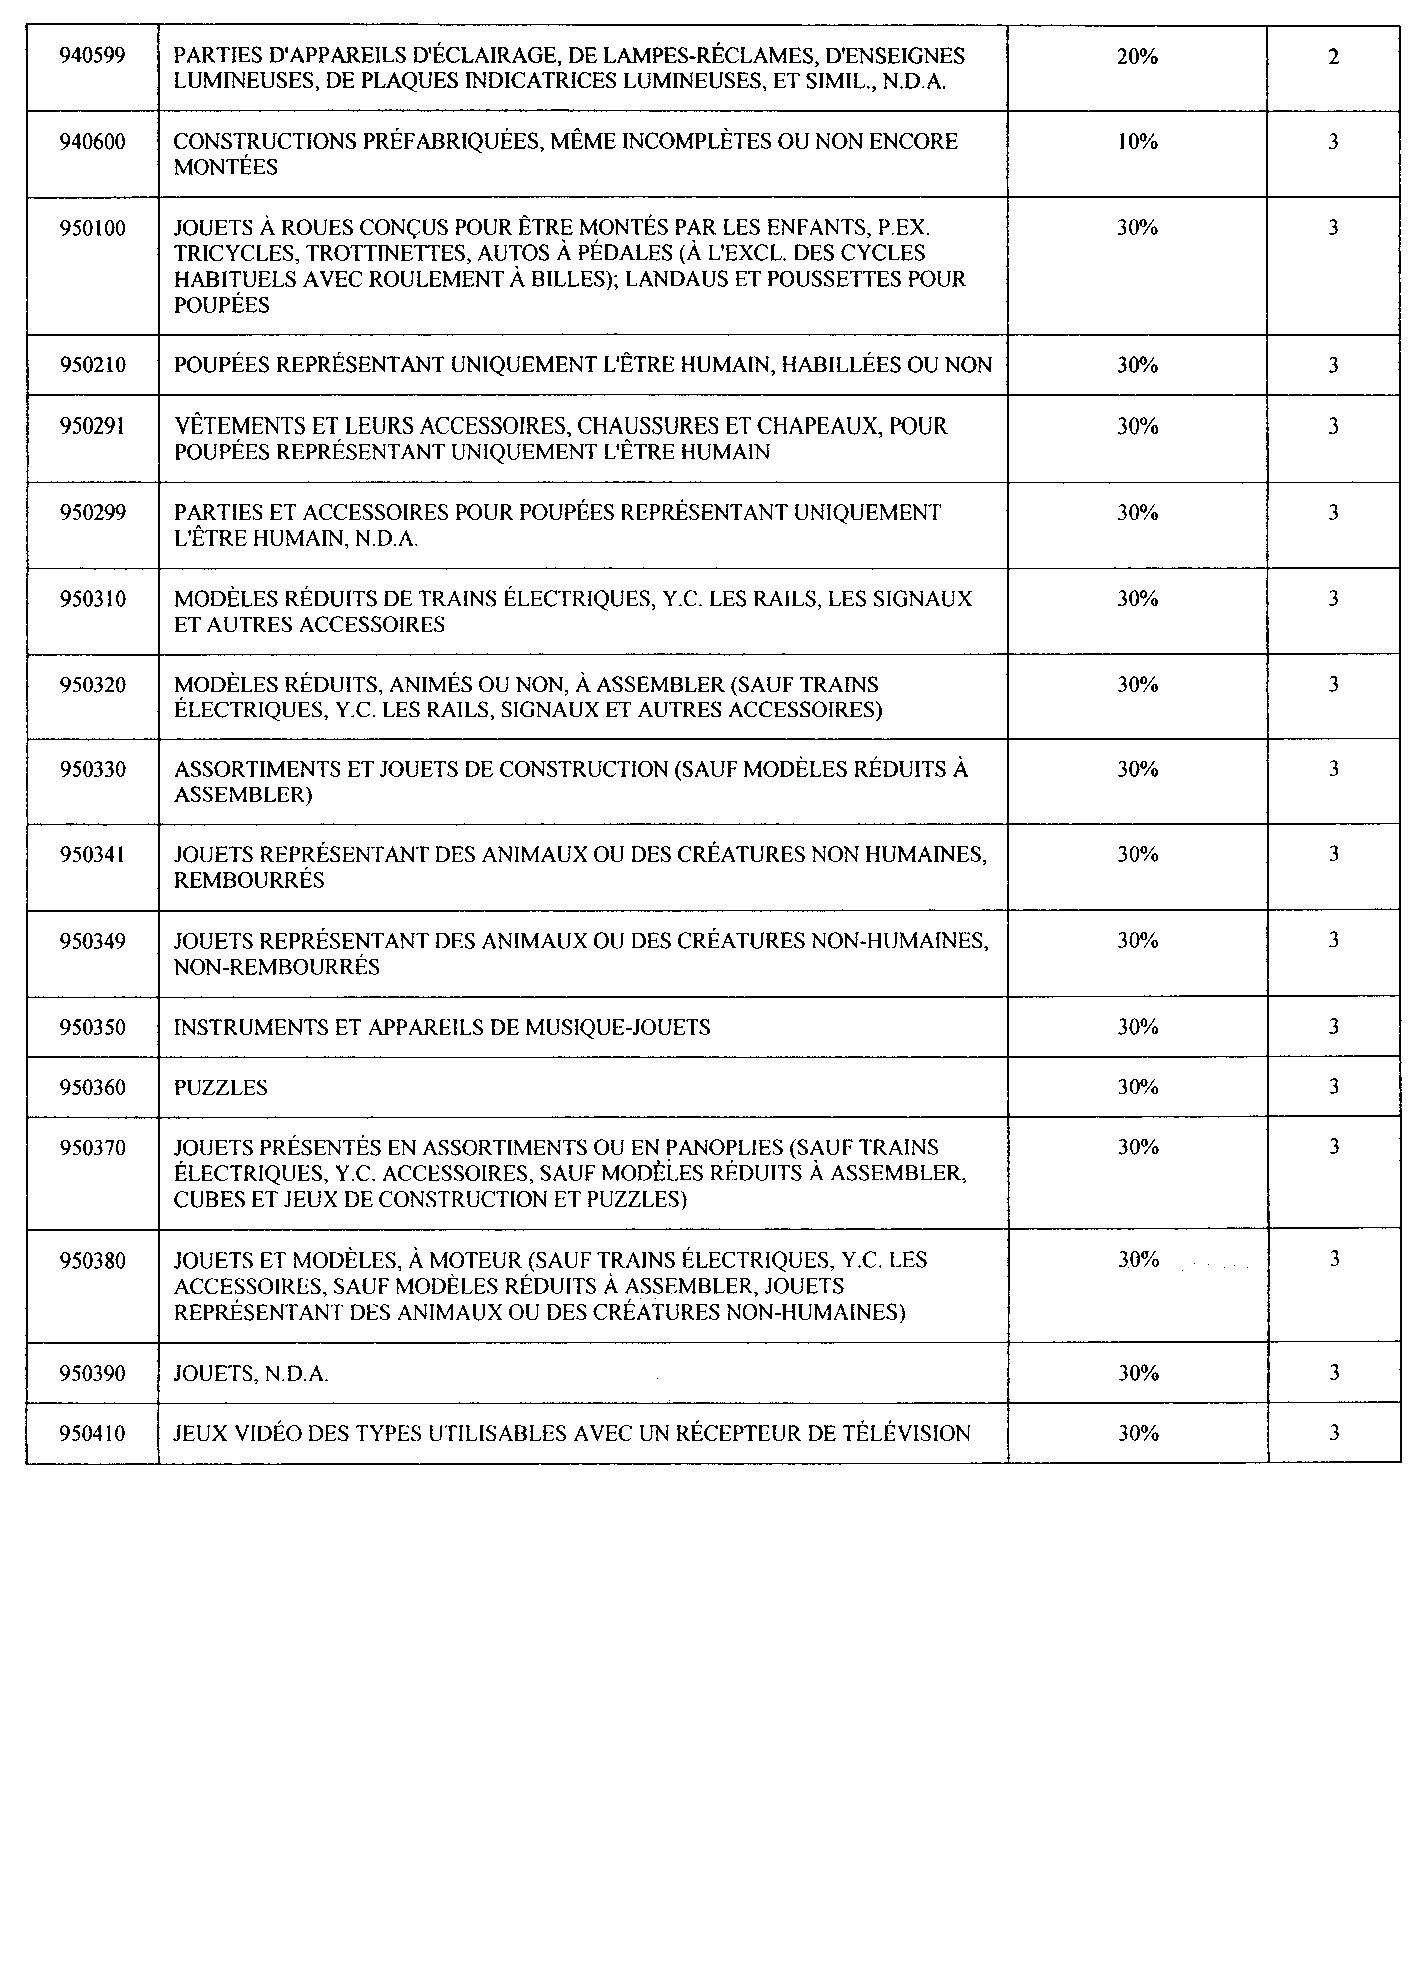 940599 PARTIES D'APPAREILS D'ÉCLAIRAGE, DE LAMPES-RÉCLAMES, D'ENSEIGNES 20% 2
LUMINEUSES, DE PLAQUES INDICATRICES LUMINEUSES, ET SIMIL., N.D.A.
940600 CONSTRUCTIONS PRÉFABRIQUÉES, MÊME INCOMPLÈTES OU NON ENCORE 10% 3
MONTÉES
950100 JOUETS À ROUES CONÇUS POUR ÊTRE MONTÉS PAR LES ENFANTS, P.EX. 30% 3
TRICYCLES, TROTTINETTES, AUTOS À PÉDALES (À L'EXCL. DES CYCLES
HABITUELS AVEC ROULEMENT À BILLES); LANDAUS ET POUSSETTES POUR
POUPÉES
950210 POUPÉES REPRÉSENTANT UNIQUEMENT L'ÊTRE HUMAIN, HABILLÉES OU NON 30% 3
950291 VÊTEMENTS ET LEURS ACCESSOIRES, CHAUSSURES ET CHAPEAUX, POUR 30% 3
POUPÉES REPRÉSENTANT UNIQUEMENT L'ÊTRE HUMAIN
950299 PARTIES ET ACCESSOIRES POUR POUPÉES REPRÉSENTANT UNIQUEMENT 30% 3
L'ÊTRE HUMAIN, N.D.A.
950310 MODÈLES RÉDUITS DE TRAINS ÉLECTRIQUES, Y.C. LES RAILS, LES SIGNAUX 30% 3
ET AUTRES ACCESSOIRES
950320 MODÈLES RÉDUITS, ANIMÉS OU NON, À ASSEMBLER (SAUF TRAINS 30% 3
ÉLECTRIQUES, Y.C. LES RAILS, SIGNAUX ET AUTRES ACCESSOIRES)
950330 ASSORTIMENTS ET JOUETS DE CONSTRUCTION (SAUF MODÈLES RÉDUITS À 30% 3
ASSEMBLER)
950341 JOUETS REPRÉSENTANT DES ANIMAUX OU DES CRÉATURES NON HUMAINES, 30% 3
REMBOURRÉS
950349 JOUETS REPRÉSENTANT DES ANIMAUX OU DES CRÉATURES NON-HUMAINES, 30% 3
NON-REMBOURRÉS
950350 INSTRUMENTS ET APPAREILS DE MUSIQUE-JOUETS 30% 3
950360 PUZZLES 30% 3
950370 JOUETS PRÉSENTÉS EN ASSORTIMENTS OU EN PANOPLIES (SAUF TRAINS 30% 3
ÉLECTRIQUES, Y.C. ACCESSOIRES, SAUF MODÈLES RÉDUITS À ASSEMBLER,
CUBES ET JEUX DE CONSTRUCTION ET PUZZLES)
950380 JOUETS ET MODÈLES, À MOTEUR (SAUF TRAINS ÉLECTRIQUES, Y.C. LES 30% 3
ACCESSOIRES, SAUF MODÈLES RÉDUITS À ASSEMBLER, JOUETS
REPRÉSENTANT DES ANIMAUX OU DES CRÉATURES NON-HUMAINES)
950390 JOUETS, N.D.A. 30% 3
950410 JEUX VIDÉO DES TYPES UTILISABLES AVEC UN RÉCEPTEUR DE TÉLÉVISION 30% 3